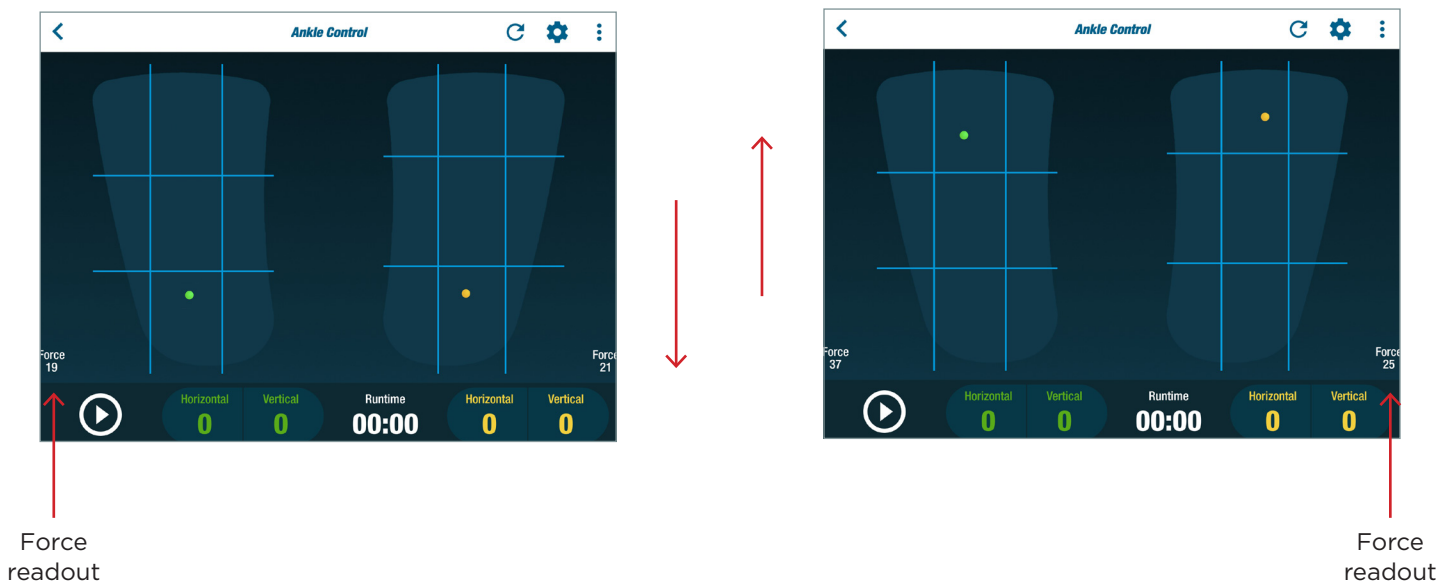 Ankle Control
Force
19
Force
21
Horizontal Vertical Runtime Horizontal Vertical
0 0 00:00 0 0
Force
readout
Ankle Control
Force
37
Force
25
Horizontal Vertical Runtime Horizontal Vertical
0 0 00:00 0 0
Force
readout